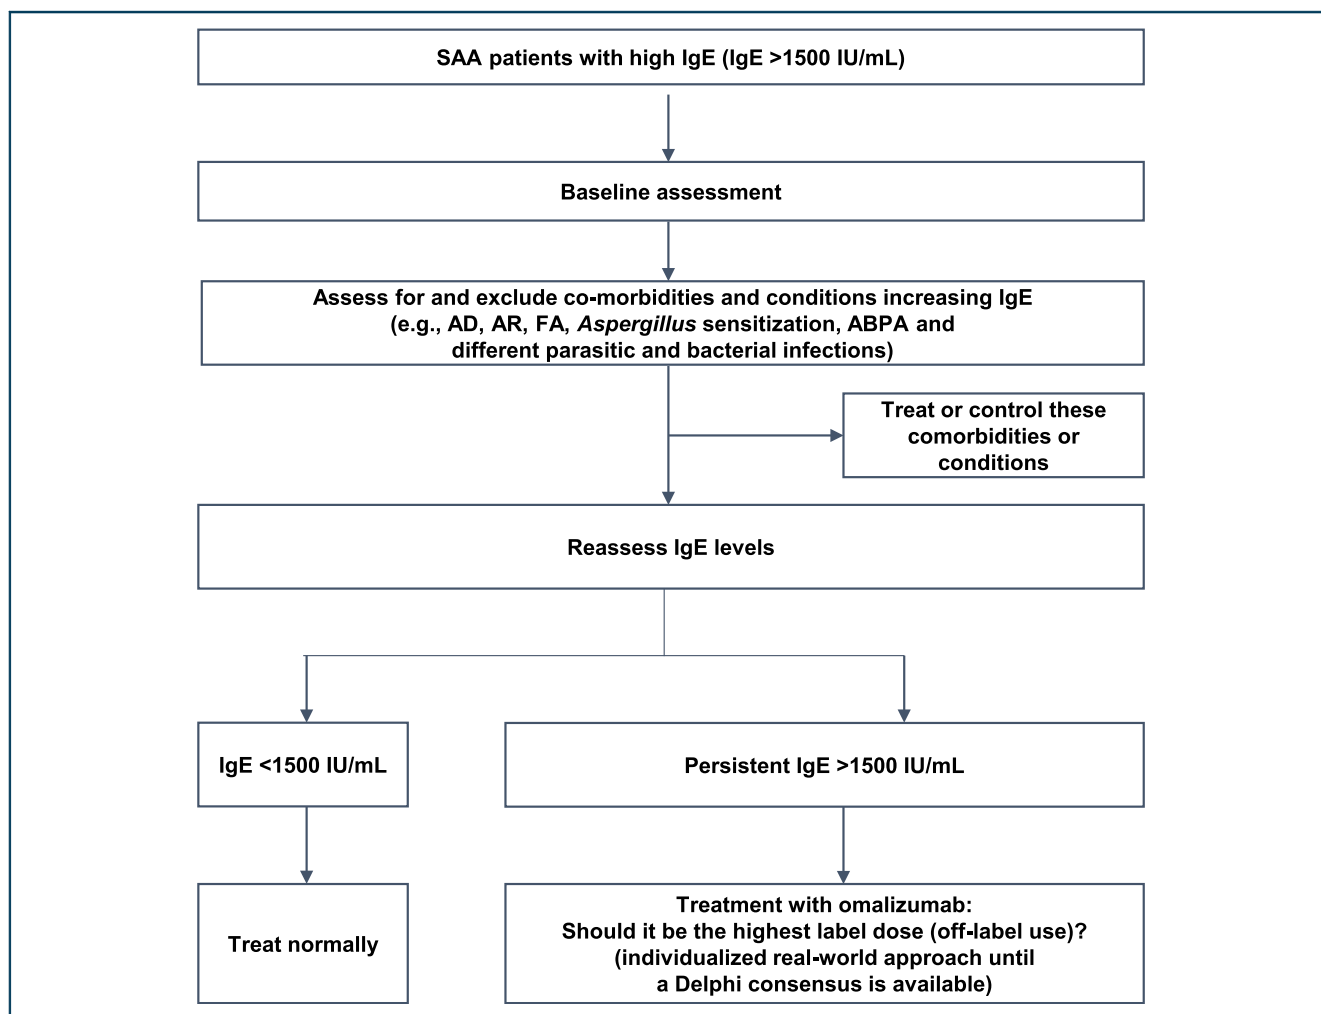 SAA patients with high IgE (IgE >1500 IU/mL)
Baseline assessment
Assess for and exclude co-morbidities and conditions increasing IgE
(e.g., AD, AR, FA, Aspergillus sensitization, ABPA and
different parasitic and bacterial infections)
Treat or control these
comorbidities or
conditions
Reassess IgE levels
IgE <1500 IU/mL
Persistent IgE >1500 IU/mL
Treat normally
Treatment with omalizumab:
Should it be the highest label dose (off-label use)?
(individualized real-world approach until
a Delphi consensus is available)